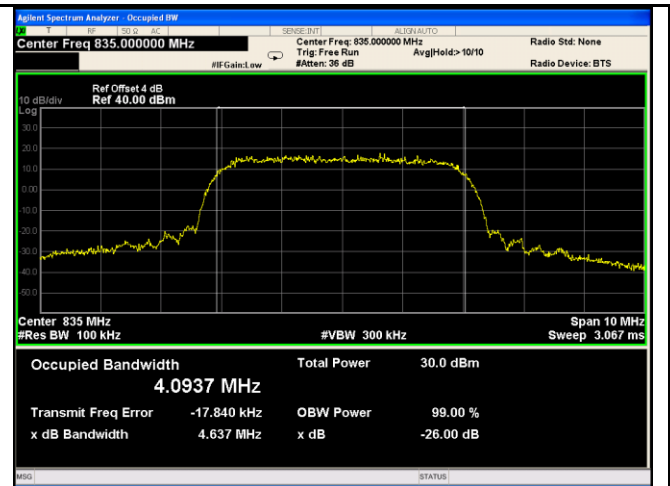 Agilent Spectrum Analyzer - Occupied BW
T RF 50 Ω AC SENSE:INT ALIGN AUTO
Center Freq 835.000000 MHz Center Freq: 835.000000 MHz Radio Std: None
Trig: Free Run Avg|Hold:> 10/10
#IFGain:Low #Atten: 36 dB Radio Device: BTS
Ref Offset 4 dB
10 dB/div Ref 40.00 dBm
Log
30.0
20.0
10.0
0.00
-10.0
-20.0
-30.0
-40.0
-50.0
Center 835 MHz Span 10 MHz
#Res BW 100 kHz #VBW 300 kHz Sweep 3.067 ms
Occupied Bandwidth Total Power 30.0 dBm
4.0937 MHz
Transmit Freq Error -17.840 kHz OBW Power 99.00 %
x dB Bandwidth 4.637 MHz x dB -26.00 dB
MSG STATUS